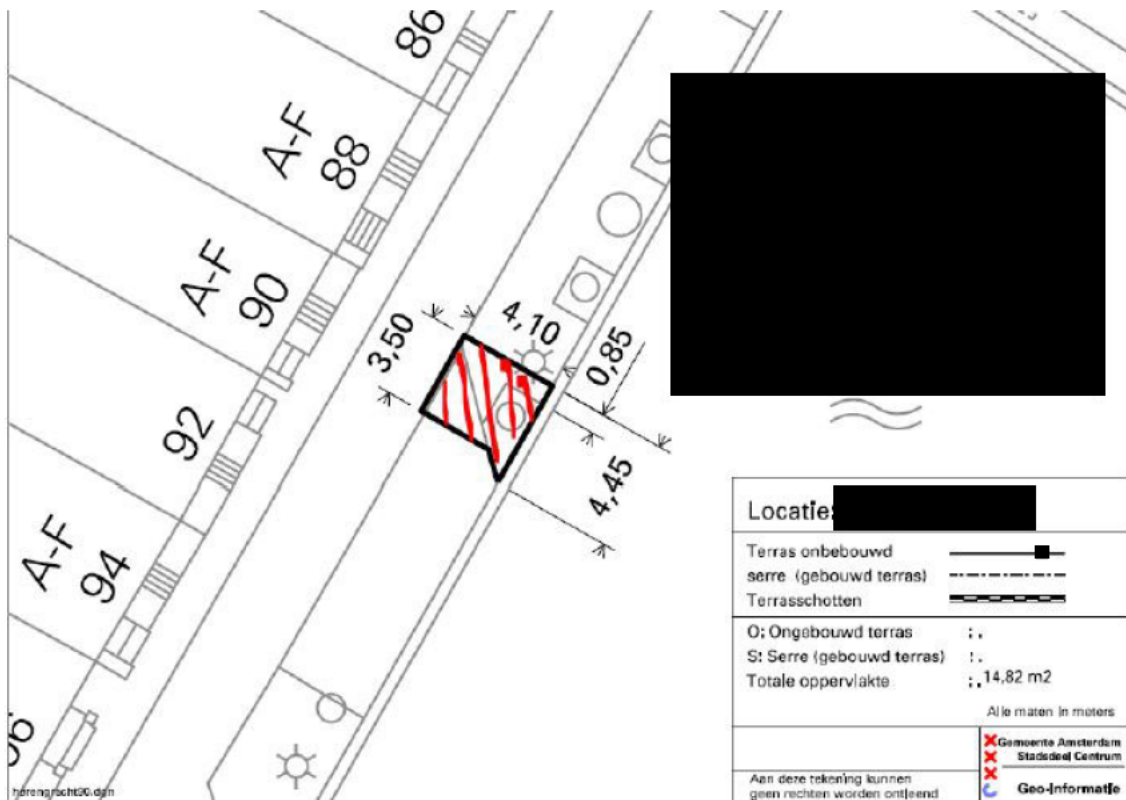 86
A-F
88
A-F
90
92
A-F
94
96
3,50
4,10
0,85
4,45
Locatie:
Terras onbebouwd
serre (gebouwd terras)
Terrasschotten
O: Ongebouwd terras : .
S: Serre (gebouwd terras) : .
Totale oppervlakte : . 14,82 m2
Alle maten in meters
Gemeente Amsterdam
Stadsdeel Centrum
Geo-Informatie
Aan deze tekening kunnen
geen rechten worden ontleend
herengracht90.dgn